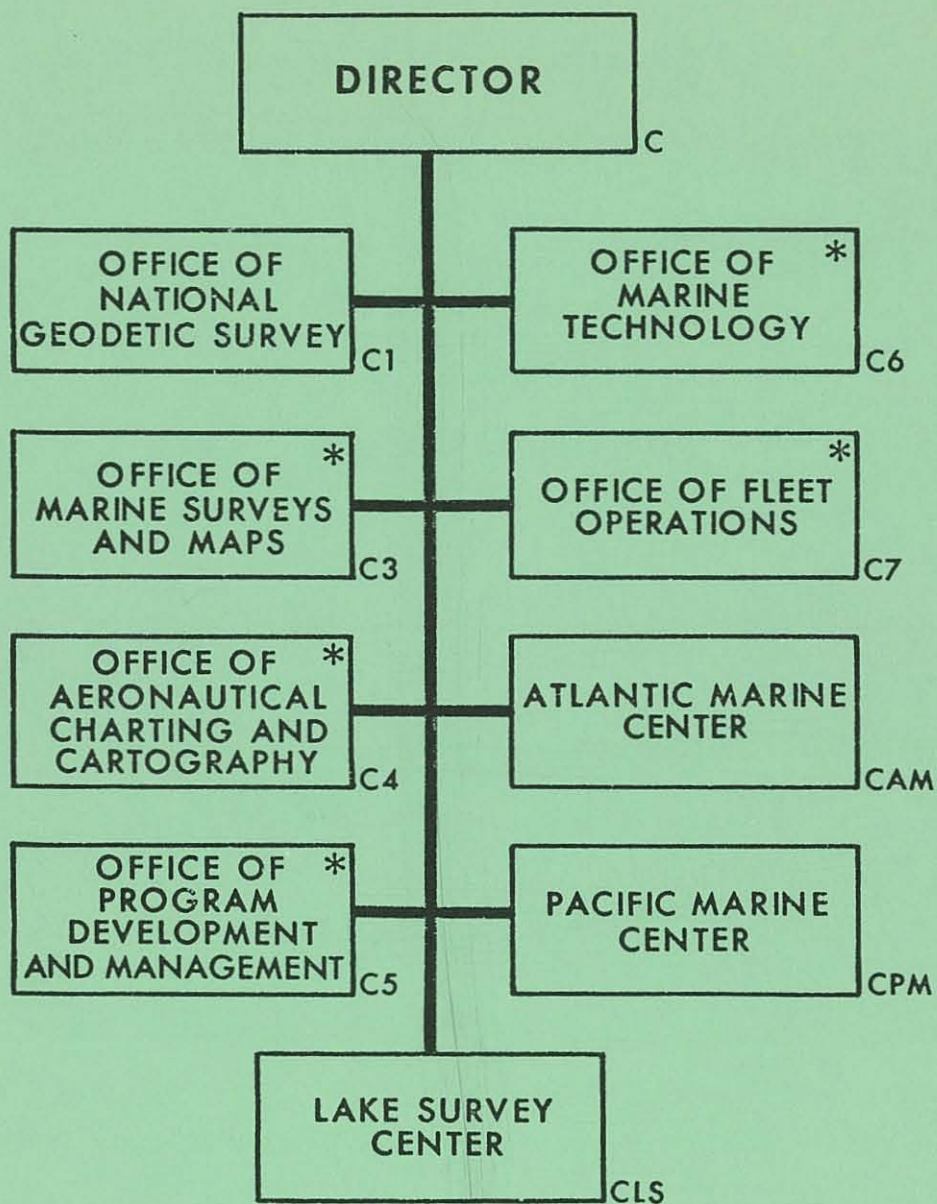 DIRECTOR
C
OFFICE OF
NATIONAL
GEODETIC SURVEY
C1
OFFICE OF *
MARINE
TECHNOLOGY
C6
OFFICE OF *
MARINE SURVEYS
AND MAPS
C3
*
OFFICE OF FLEET
OPERATIONS
C7
OFFICE OF *
AERONAUTICAL
CHARTING AND
CARTOGRAPHY
C4
ATLANTIC MARINE
CENTER
CAM
OFFICE OF *
PROGRAM
DEVELOPMENT
AND MANAGEMENT
C5
PACIFIC MARINE
CENTER
CPM
LAKE SURVEY
CENTER
CLS